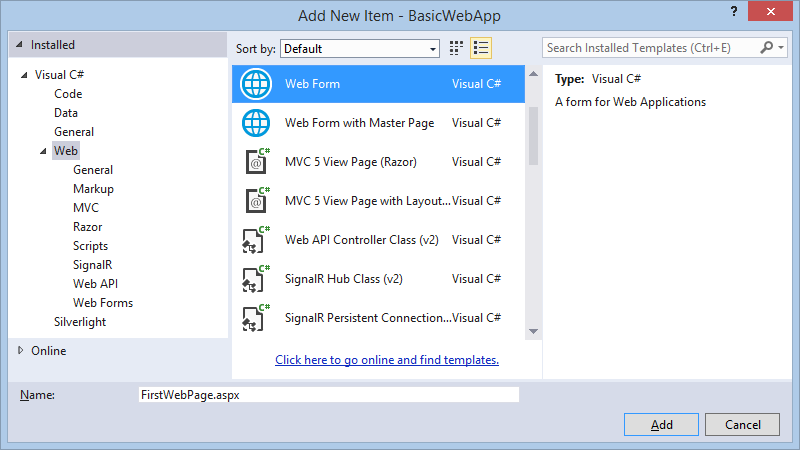 Add New Item - BasicWebApp
?
Installed
Sort by: Default
Search Installed Templates (Ctrl+E)
Visual C#
Code
Data
General
Web
General
Markup
MVC
Razor
Scripts
SignalR
Web API
Web Forms
Silverlight
Online
Web Form Visual C#
Web Form with Master Page Visual C#
C#
@
MVC 5 View Page (Razor) Visual C#
C#
@
MVC 5 View Page with Layout... Visual C#
C#
Web API Controller Class (v2) Visual C#
C#
SignalR Hub Class (v2) Visual C#
C#
SignalR Persistent Connection... Visual C#
Click here to go online and find templates.
Type: Visual C#
A form for Web Applications
Name: FirstWebPage.aspx
Add Cancel